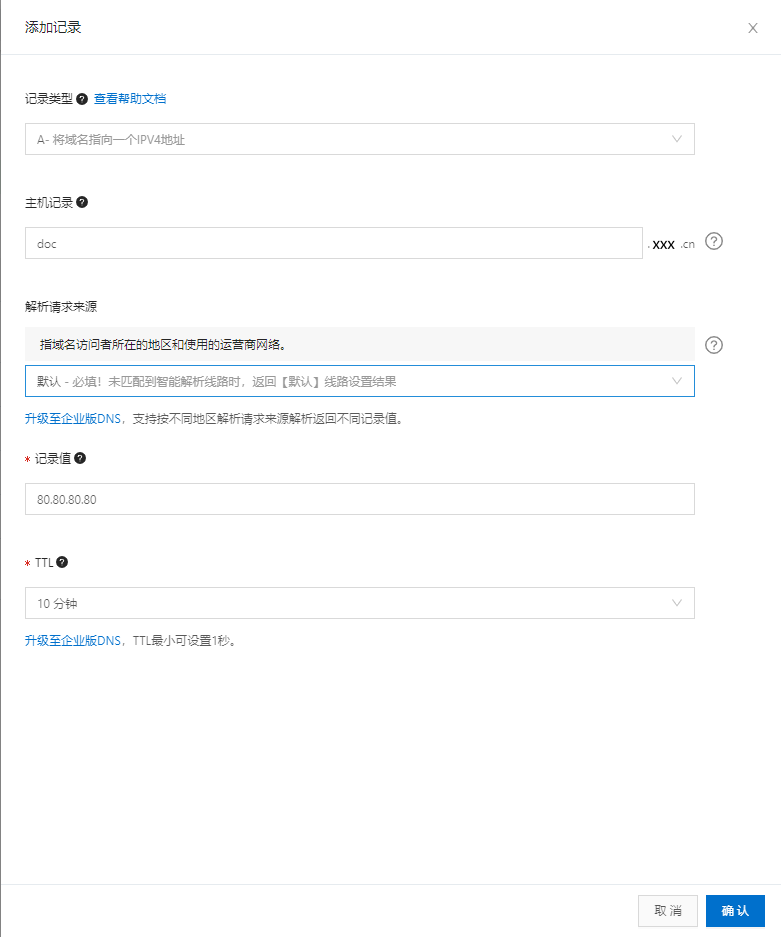 添加记录
记录类型 ? 查看帮助文档
A- 将域名指向一个IPV4地址
主机记录 ?
doc .xxx .cn ?
解析请求来源
指域名访问者所在的地区和使用的运营商网络。 ?
默认 - 必填！未匹配到智能解析线路时，返回【默认】线路设置结果
升级至企业版DNS，支持按不同地区解析请求来源解析返回不同记录值。
* 记录值 ?
80.80.80.80
* TTL ?
10 分钟
升级至企业版DNS，TTL最小可设置1秒。
取消 确认